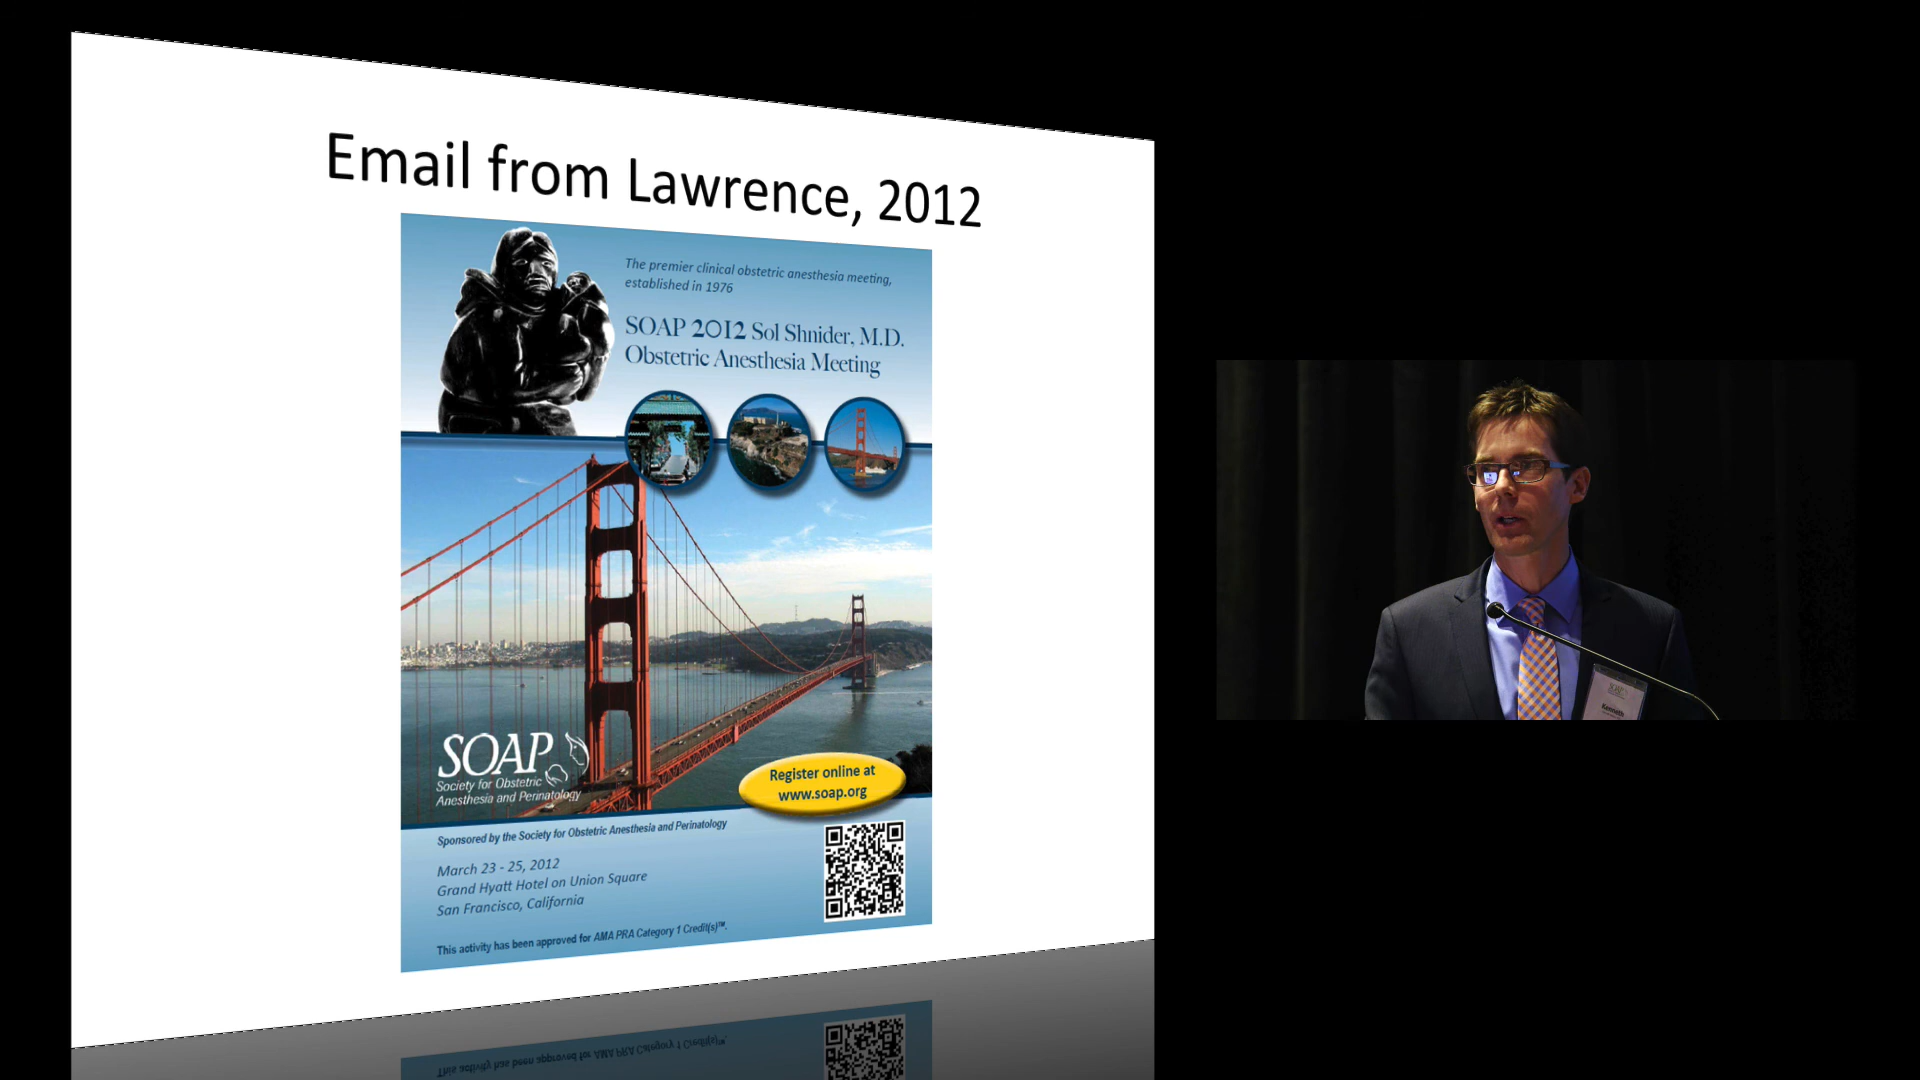 Email from Lawrence, 2012
The premier clinical obstetric anesthesia meeting,
established in 1976
SOAP 2012 Sol Shnider, M.D.
Obstetric Anesthesia Meeting
SOAP
Society for Obstetric
Anesthesia and Perinatology
Register online at
www.soap.org
Sponsored by the Society for Obstetric Anesthesia and Perinatology
March 23 - 25, 2012
Grand Hyatt Hotel on Union Square
San Francisco, California
This activity has been approved for AMA PRA Category 1 Credit(s)™.
SOAP
Kenneth